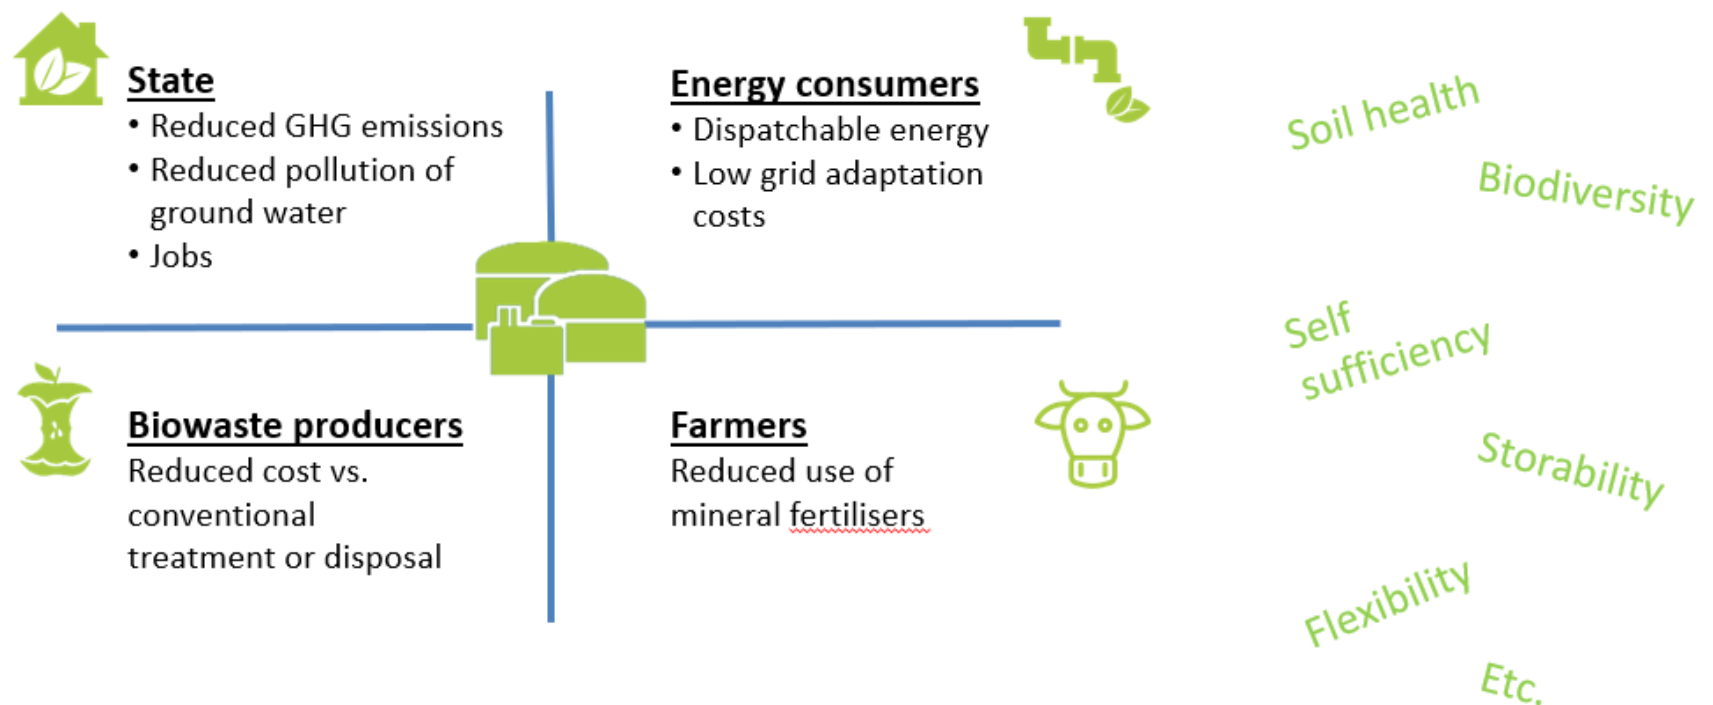 State
• Reduced GHG emissions
• Reduced pollution of
ground water
• Jobs
Energy consumers
• Dispatchable energy
• Low grid adaptation
costs
Biowaste producers
Reduced cost vs.
conventional
treatment or disposal
Farmers
Reduced use of
mineral fertilisers
Soil health
Biodiversity
Self
sufficiency
Storability
Flexibility
Etc.